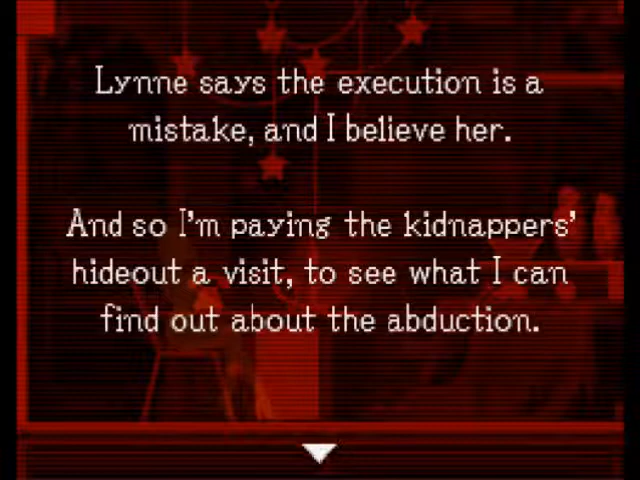 Lynne says the execution is a
mistake, and I believe her.
And so I'm paying the kidnappers'
hideout a visit, to see what I can
find out about the abduction.